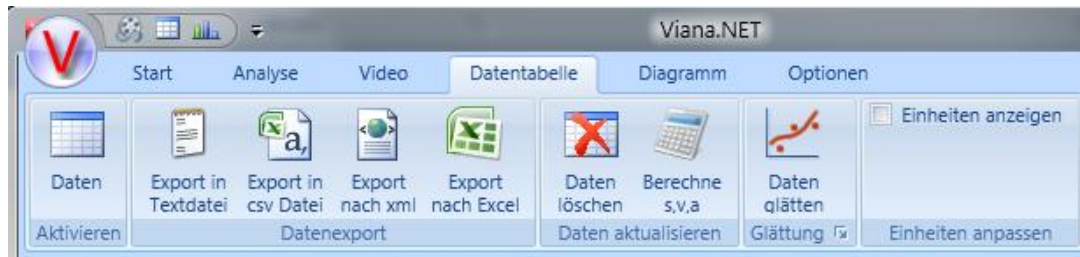 V
Viana.NET
Start Analyse Video Datentabelle Diagramm Optionen
a,
Einheiten anzeigen
Daten Export in Export in Export Export Daten Berechne Daten
Textdatei csv Datei nach xml nach Excel löschen s,v,a glätten
Aktivieren Datenexport Daten aktualisieren Glättung Einheiten anpassen